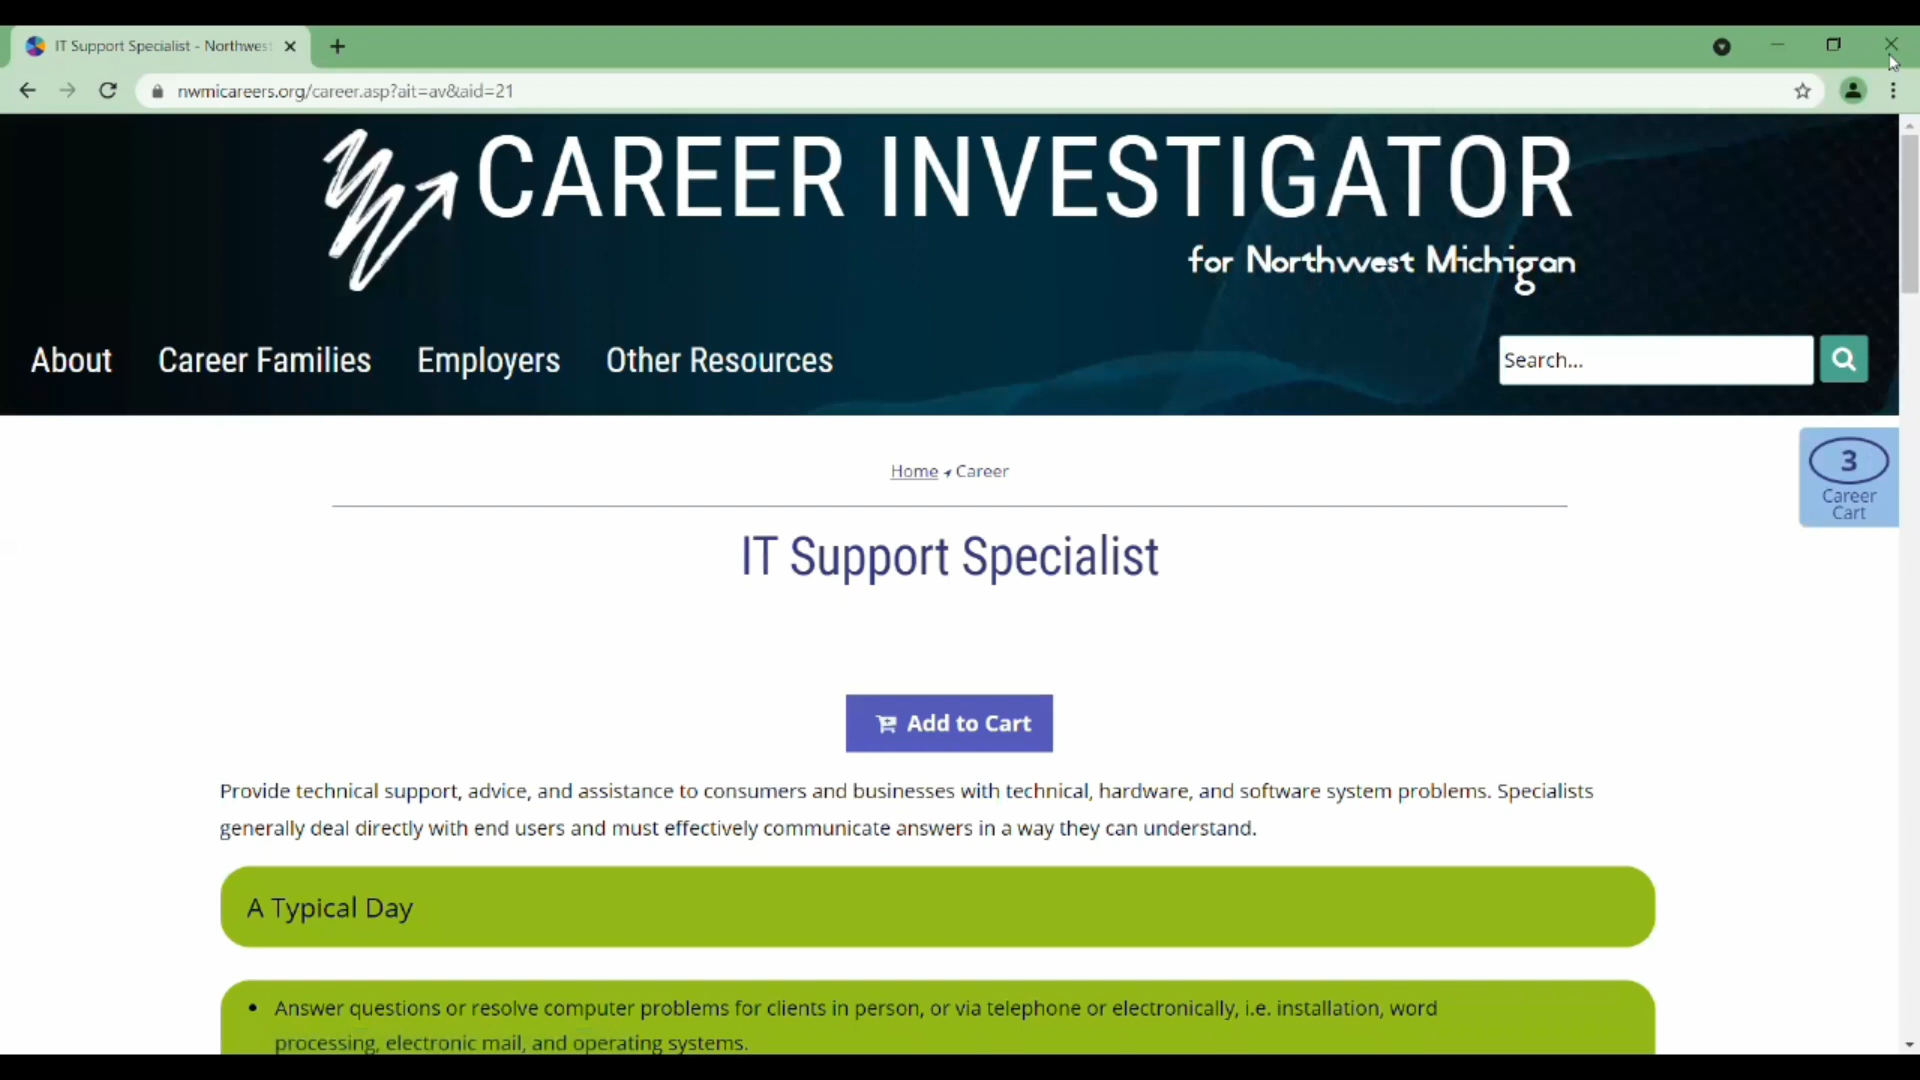 IT Support Specialist - Northwest
nwmicareers.org/career.asp?ait=av&aid=21
CAREER INVESTIGATOR
for Northwest Michigan
About Career Families Employers Other Resources Search...
3
Career
Cart
Home Career
IT Support Specialist
Add to Cart
Provide technical support, advice, and assistance to consumers and businesses with technical, hardware, and software system problems. Specialists
generally deal directly with end users and must effectively communicate answers in a way they can understand.
A Typical Day
• Answer questions or resolve computer problems for clients in person, or via telephone or electronically, i.e. installation, word
processing, electronic mail, and operating systems.